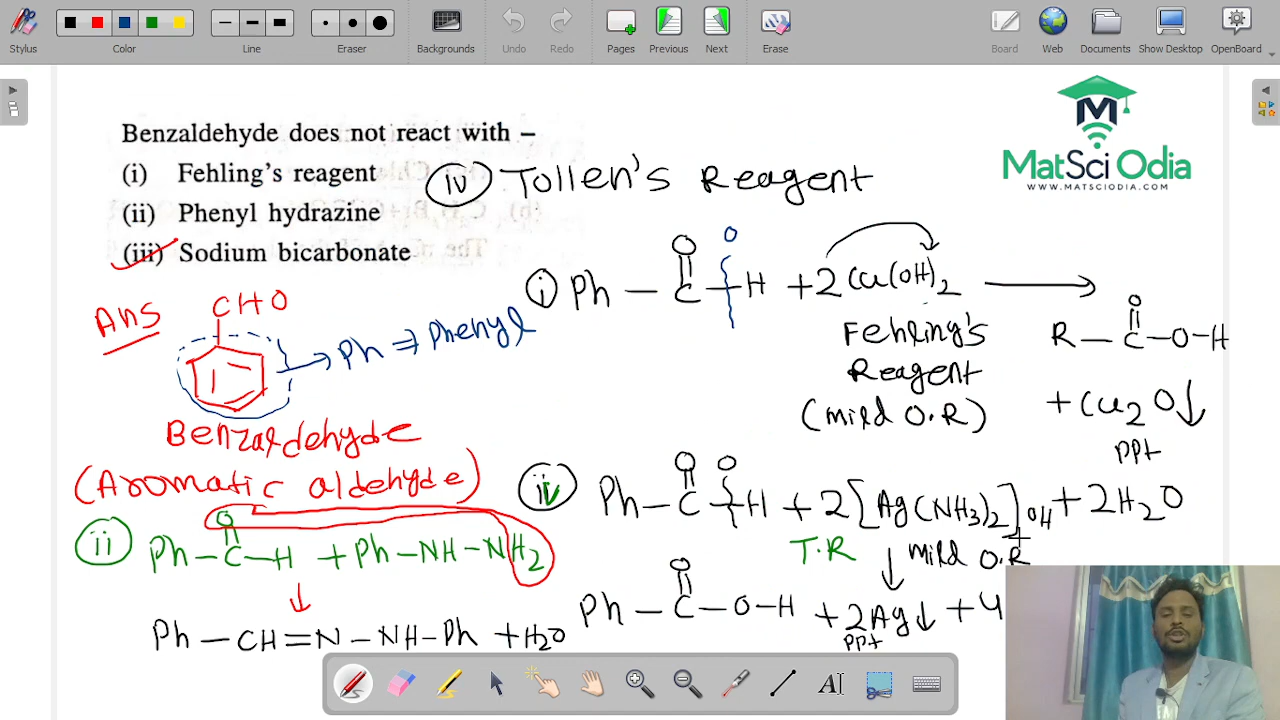 Stylus
Color
Line
Eraser
Backgrounds
Undo
Redo
Pages
Previous
Next
Erase
Board
Web
Documents
Show Desktop
OpenBoard
Benzaldehyde does not react with –
(i) Fehling's reagent
(ii) Phenyl hydrazine
(iii) Sodium bicarbonate
(iv) Tollen's Reagent
M
MatSci Odia
WWW.MATSCIODIA.COM
Ans
CHO
Ph ⇒ Phenyl
Benzaldehyde
(Aromatic aldehyde)
O O
i Ph — C — H + 2Cu(OH)2 →
Fehling's
Reagent
(mild O.R)
O
R — C — O — H
+ Cu2O↓
ppt
O
ii Ph — C — H + Ph — NH — NH2
↓
Ph — CH = N — NH — Ph + H2O
O O
iv Ph — C — H + 2[Ag(NH3)2]OH + 2H2O
T.R ↓ mild O.R
O
Ph — C — O — H + 2Ag↓ + 4
ppt
AI